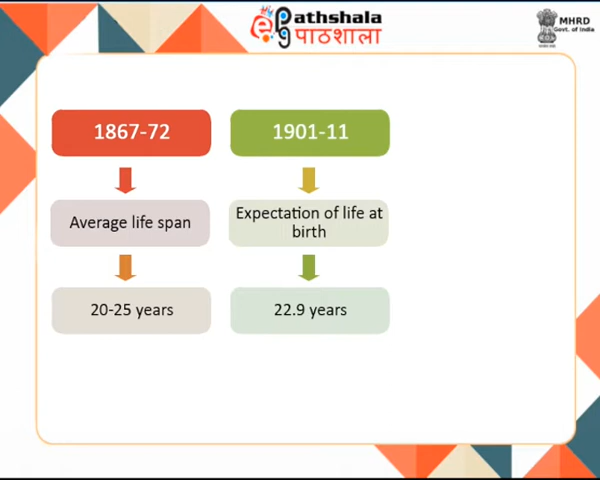 ePg Pathshala
पाठशाला
MHRD
Govt. of India
1867-72
1901-11
Average life span
Expectation of life at
birth
20-25 years
22.9 years